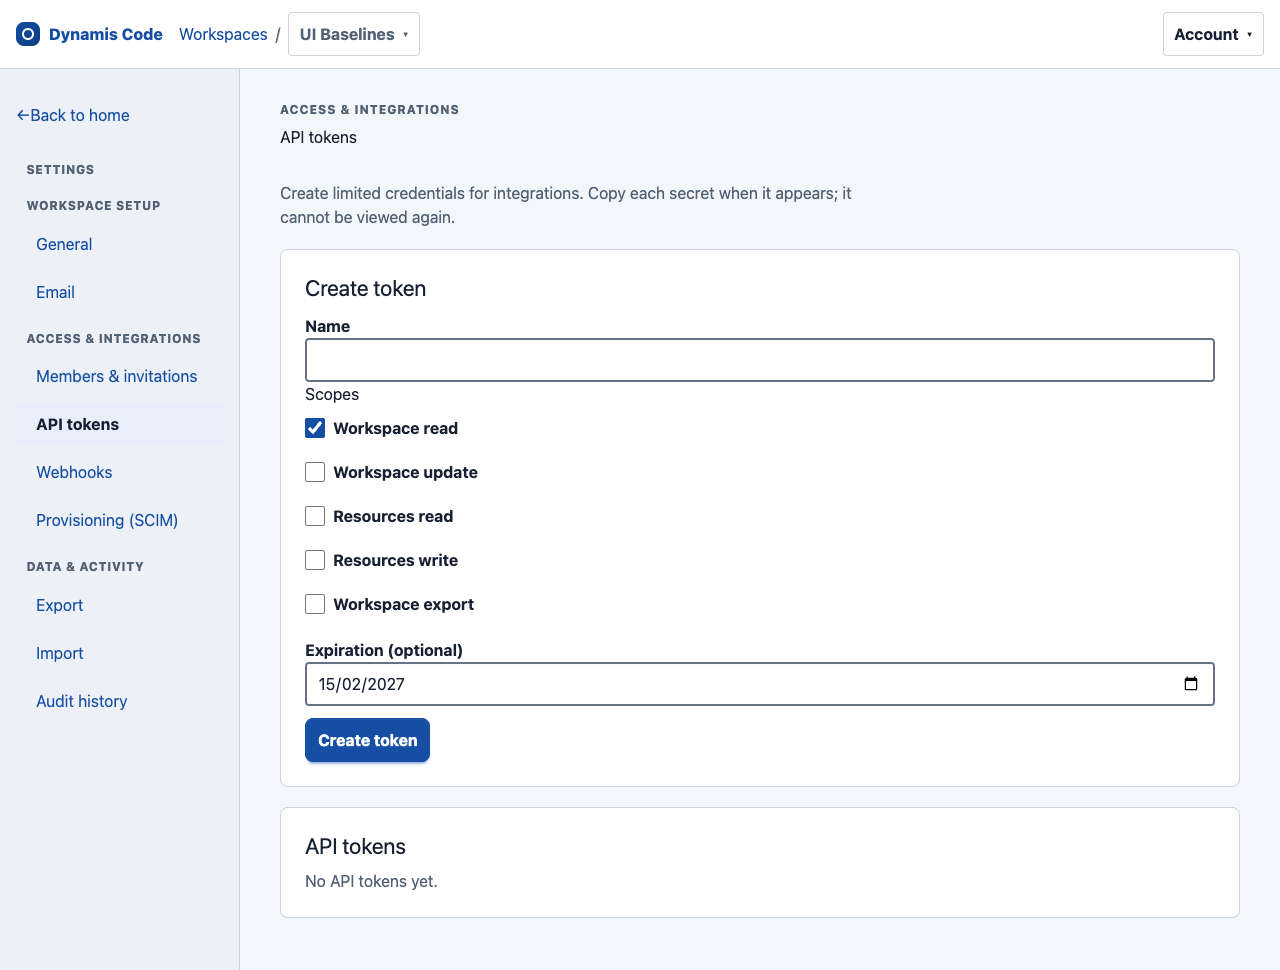 Dynamis Code Workspaces / UI Baselines ▾ Account ▾
←Back to home
SETTINGS
WORKSPACE SETUP
General
Email
ACCESS & INTEGRATIONS
Members & invitations
API tokens
Webhooks
Provisioning (SCIM)
DATA & ACTIVITY
Export
Import
Audit history
ACCESS & INTEGRATIONS
API tokens
Create limited credentials for integrations. Copy each secret when it appears; it
cannot be viewed again.
Create token
Name
Scopes
Workspace read
Workspace update
Resources read
Resources write
Workspace export
Expiration (optional)
15/02/2027
Create token
API tokens
No API tokens yet.